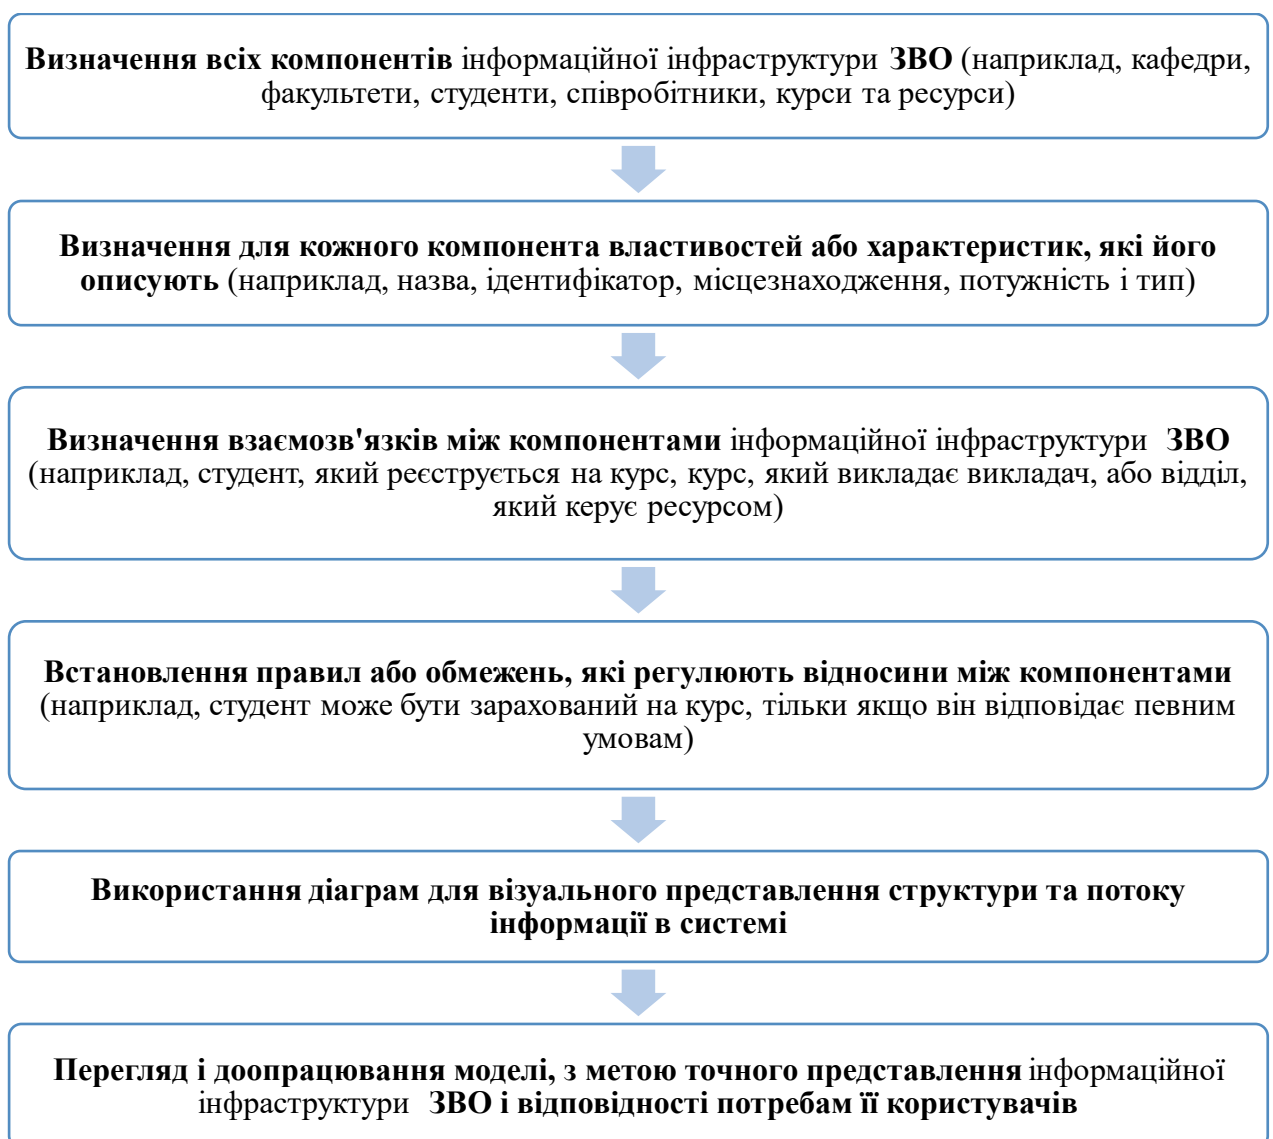 Визначення всіх компонентів інформаційної інфраструктури ЗВО (наприклад, кафедри,
факультети, студенти, співробітники, курси та ресурси)
Визначення для кожного компонента властивостей або характеристик, які його
описують (наприклад, назва, ідентифікатор, місцезнаходження, потужність і тип)
Визначення взаємозв'язків між компонентами інформаційної інфраструктури ЗВО
(наприклад, студент, який реєструється на курс, курс, який викладає викладач, або відділ,
який керує ресурсом)
Встановлення правил або обмежень, які регулюють відносини між компонентами
(наприклад, студент може бути зарахований на курс, тільки якщо він відповідає певним
умовам)
Використання діаграм для візуального представлення структури та потоку
інформації в системі
Перегляд і доопрацювання моделі, з метою точного представлення інформаційної
інфраструктури ЗВО і відповідності потребам її користувачів